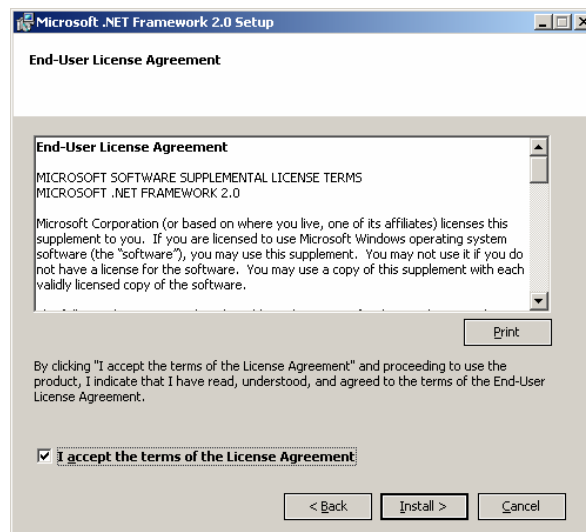 Microsoft .NET Framework 2.0 Setup
End-User License Agreement
End-User License Agreement
MICROSOFT SOFTWARE SUPPLEMENTAL LICENSE TERMS
MICROSOFT .NET FRAMEWORK 2.0
Microsoft Corporation (or based on where you live, one of its affiliates) licenses this
supplement to you.  If you are licensed to use Microsoft Windows operating system
software (the "software"), you may use this supplement.  You may not use it if you do
not have a license for the software.  You may use a copy of this supplement with each
validly licensed copy of the software.
Print
By clicking "I accept the terms of the License Agreement" and proceeding to use the
product, I indicate that I have read, understood, and agreed to the terms of the End-User
License Agreement.
I accept the terms of the License Agreement
< Back
Install >
Cancel